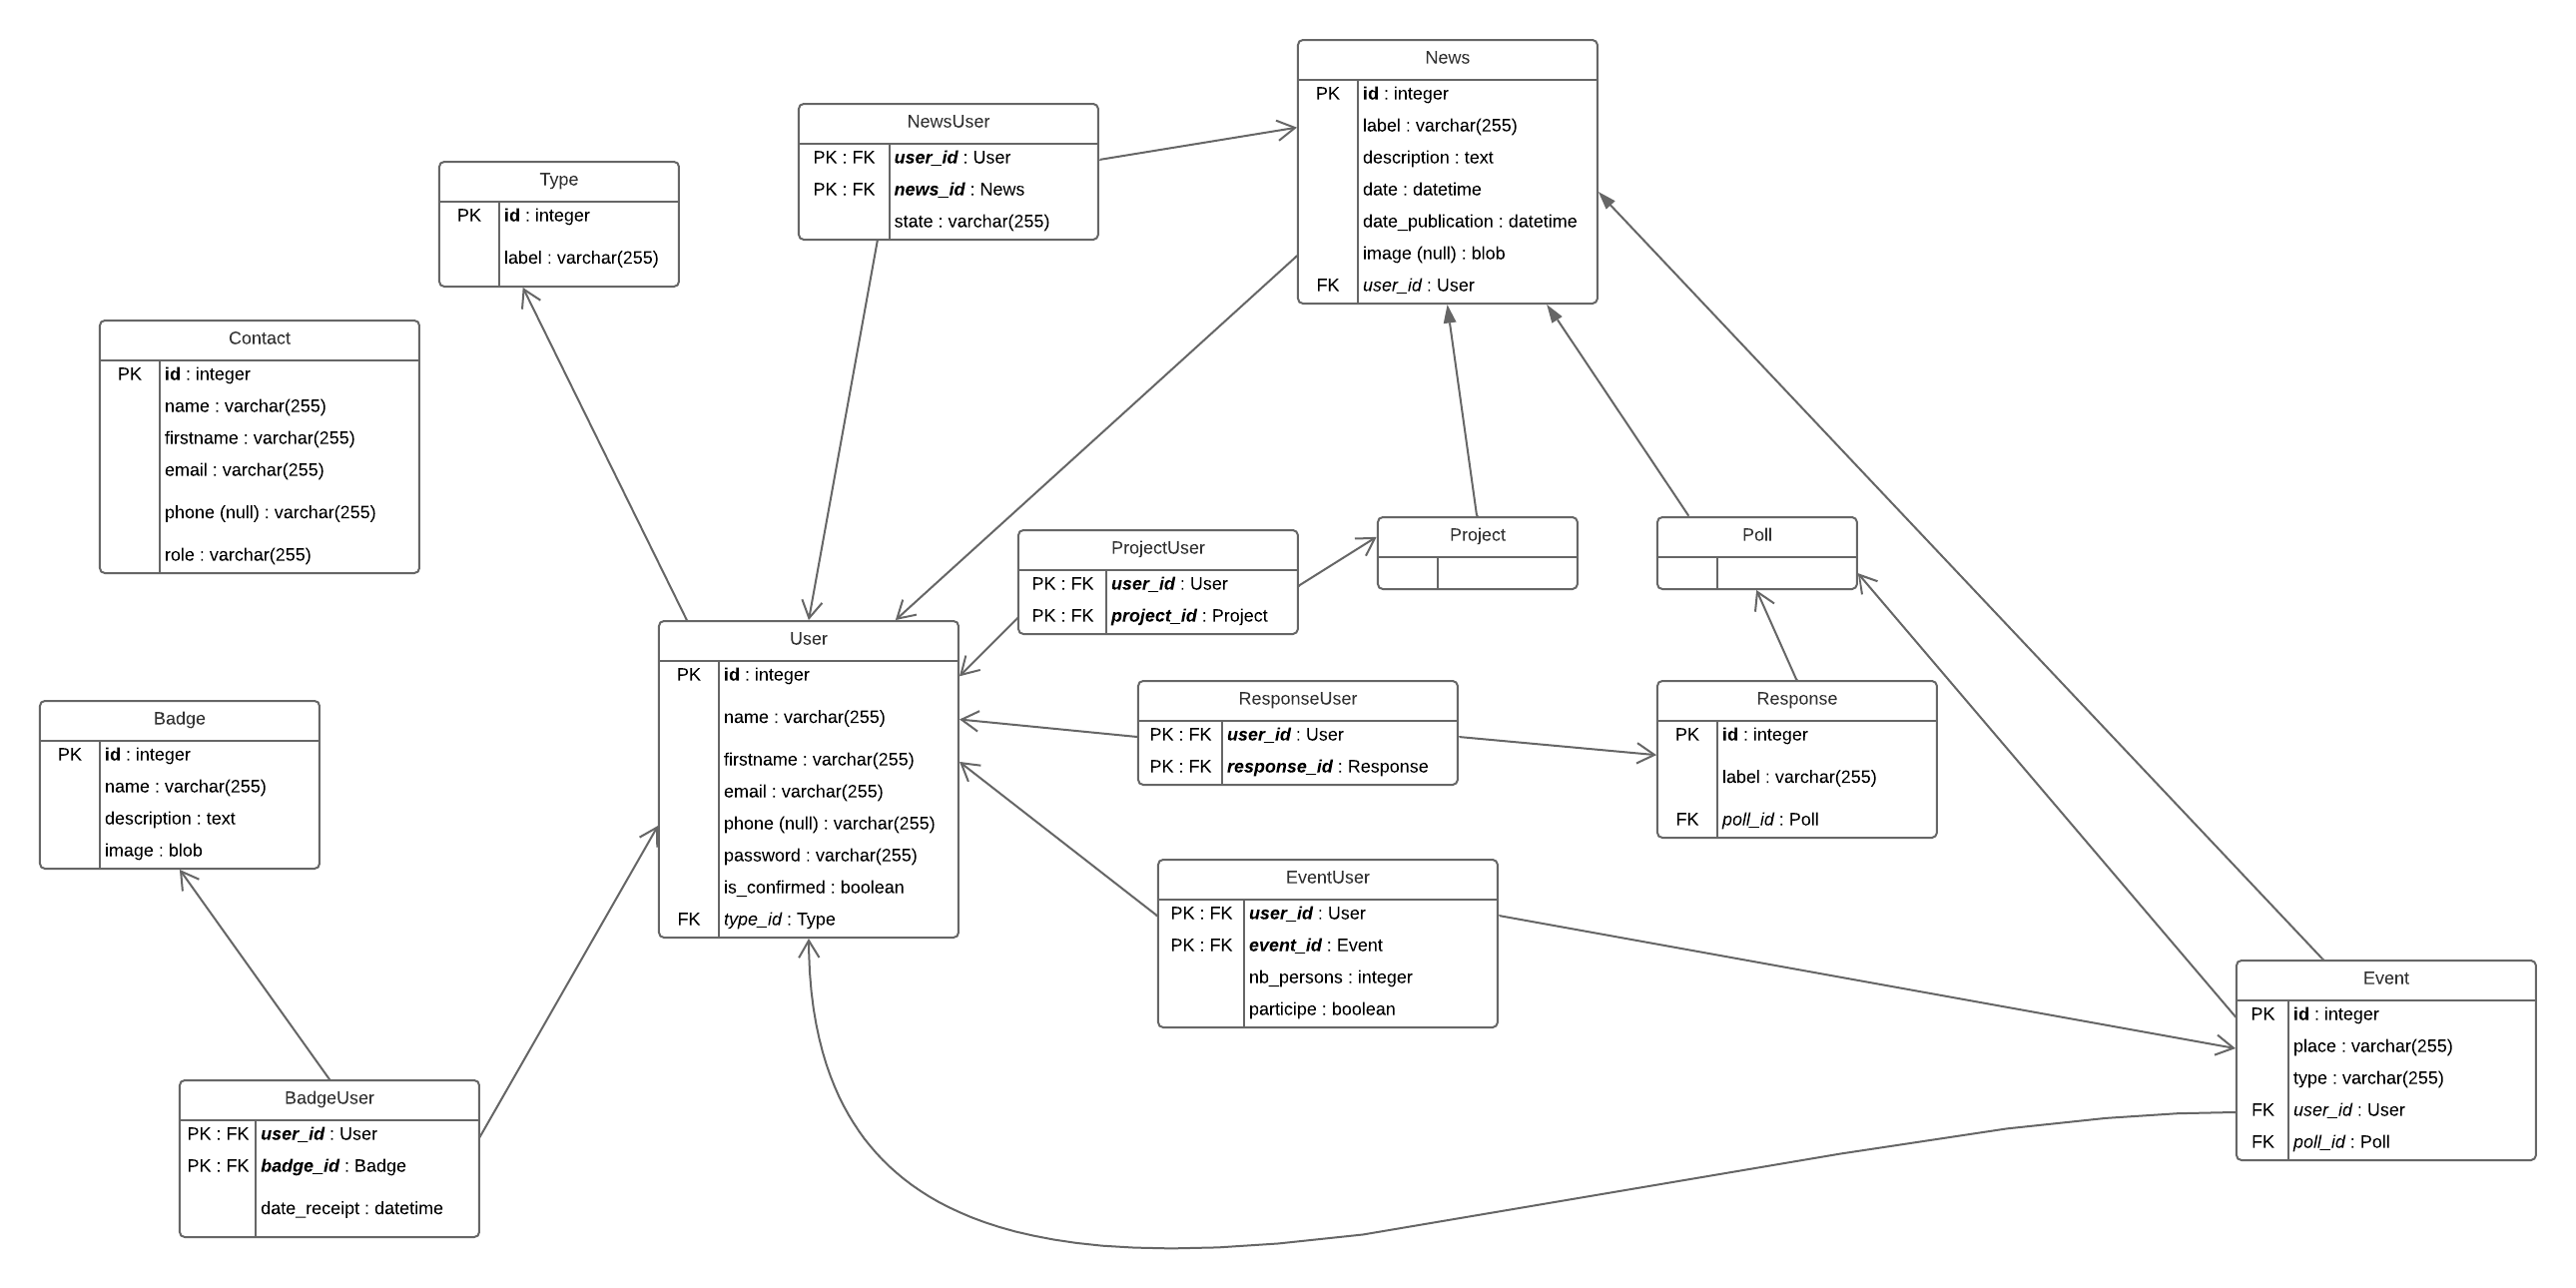 News
PK id : integer
label : varchar(255)
description : text
date : datetime
date_publication : datetime
image (null) : blob
FK user_id : User
NewsUser
PK : FK user_id : User
PK : FK news_id : News
state : varchar(255)
Type
PK id : integer
label : varchar(255)
Contact
PK id : integer
name : varchar(255)
firstname : varchar(255)
email : varchar(255)
phone (null) : varchar(255)
role : varchar(255)
ProjectUser
PK : FK user_id : User
PK : FK project_id : Project
Project
Poll
User
PK id : integer
name : varchar(255)
firstname : varchar(255)
email : varchar(255)
phone (null) : varchar(255)
password : varchar(255)
is_confirmed : boolean
FK type_id : Type
ResponseUser
PK : FK user_id : User
PK : FK response_id : Response
Response
PK id : integer
label : varchar(255)
FK poll_id : Poll
Badge
PK id : integer
name : varchar(255)
description : text
image : blob
EventUser
PK : FK user_id : User
PK : FK event_id : Event
nb_persons : integer
participe : boolean
Event
PK id : integer
place : varchar(255)
type : varchar(255)
FK user_id : User
FK poll_id : Poll
BadgeUser
PK : FK user_id : User
PK : FK badge_id : Badge
date_receipt : datetime